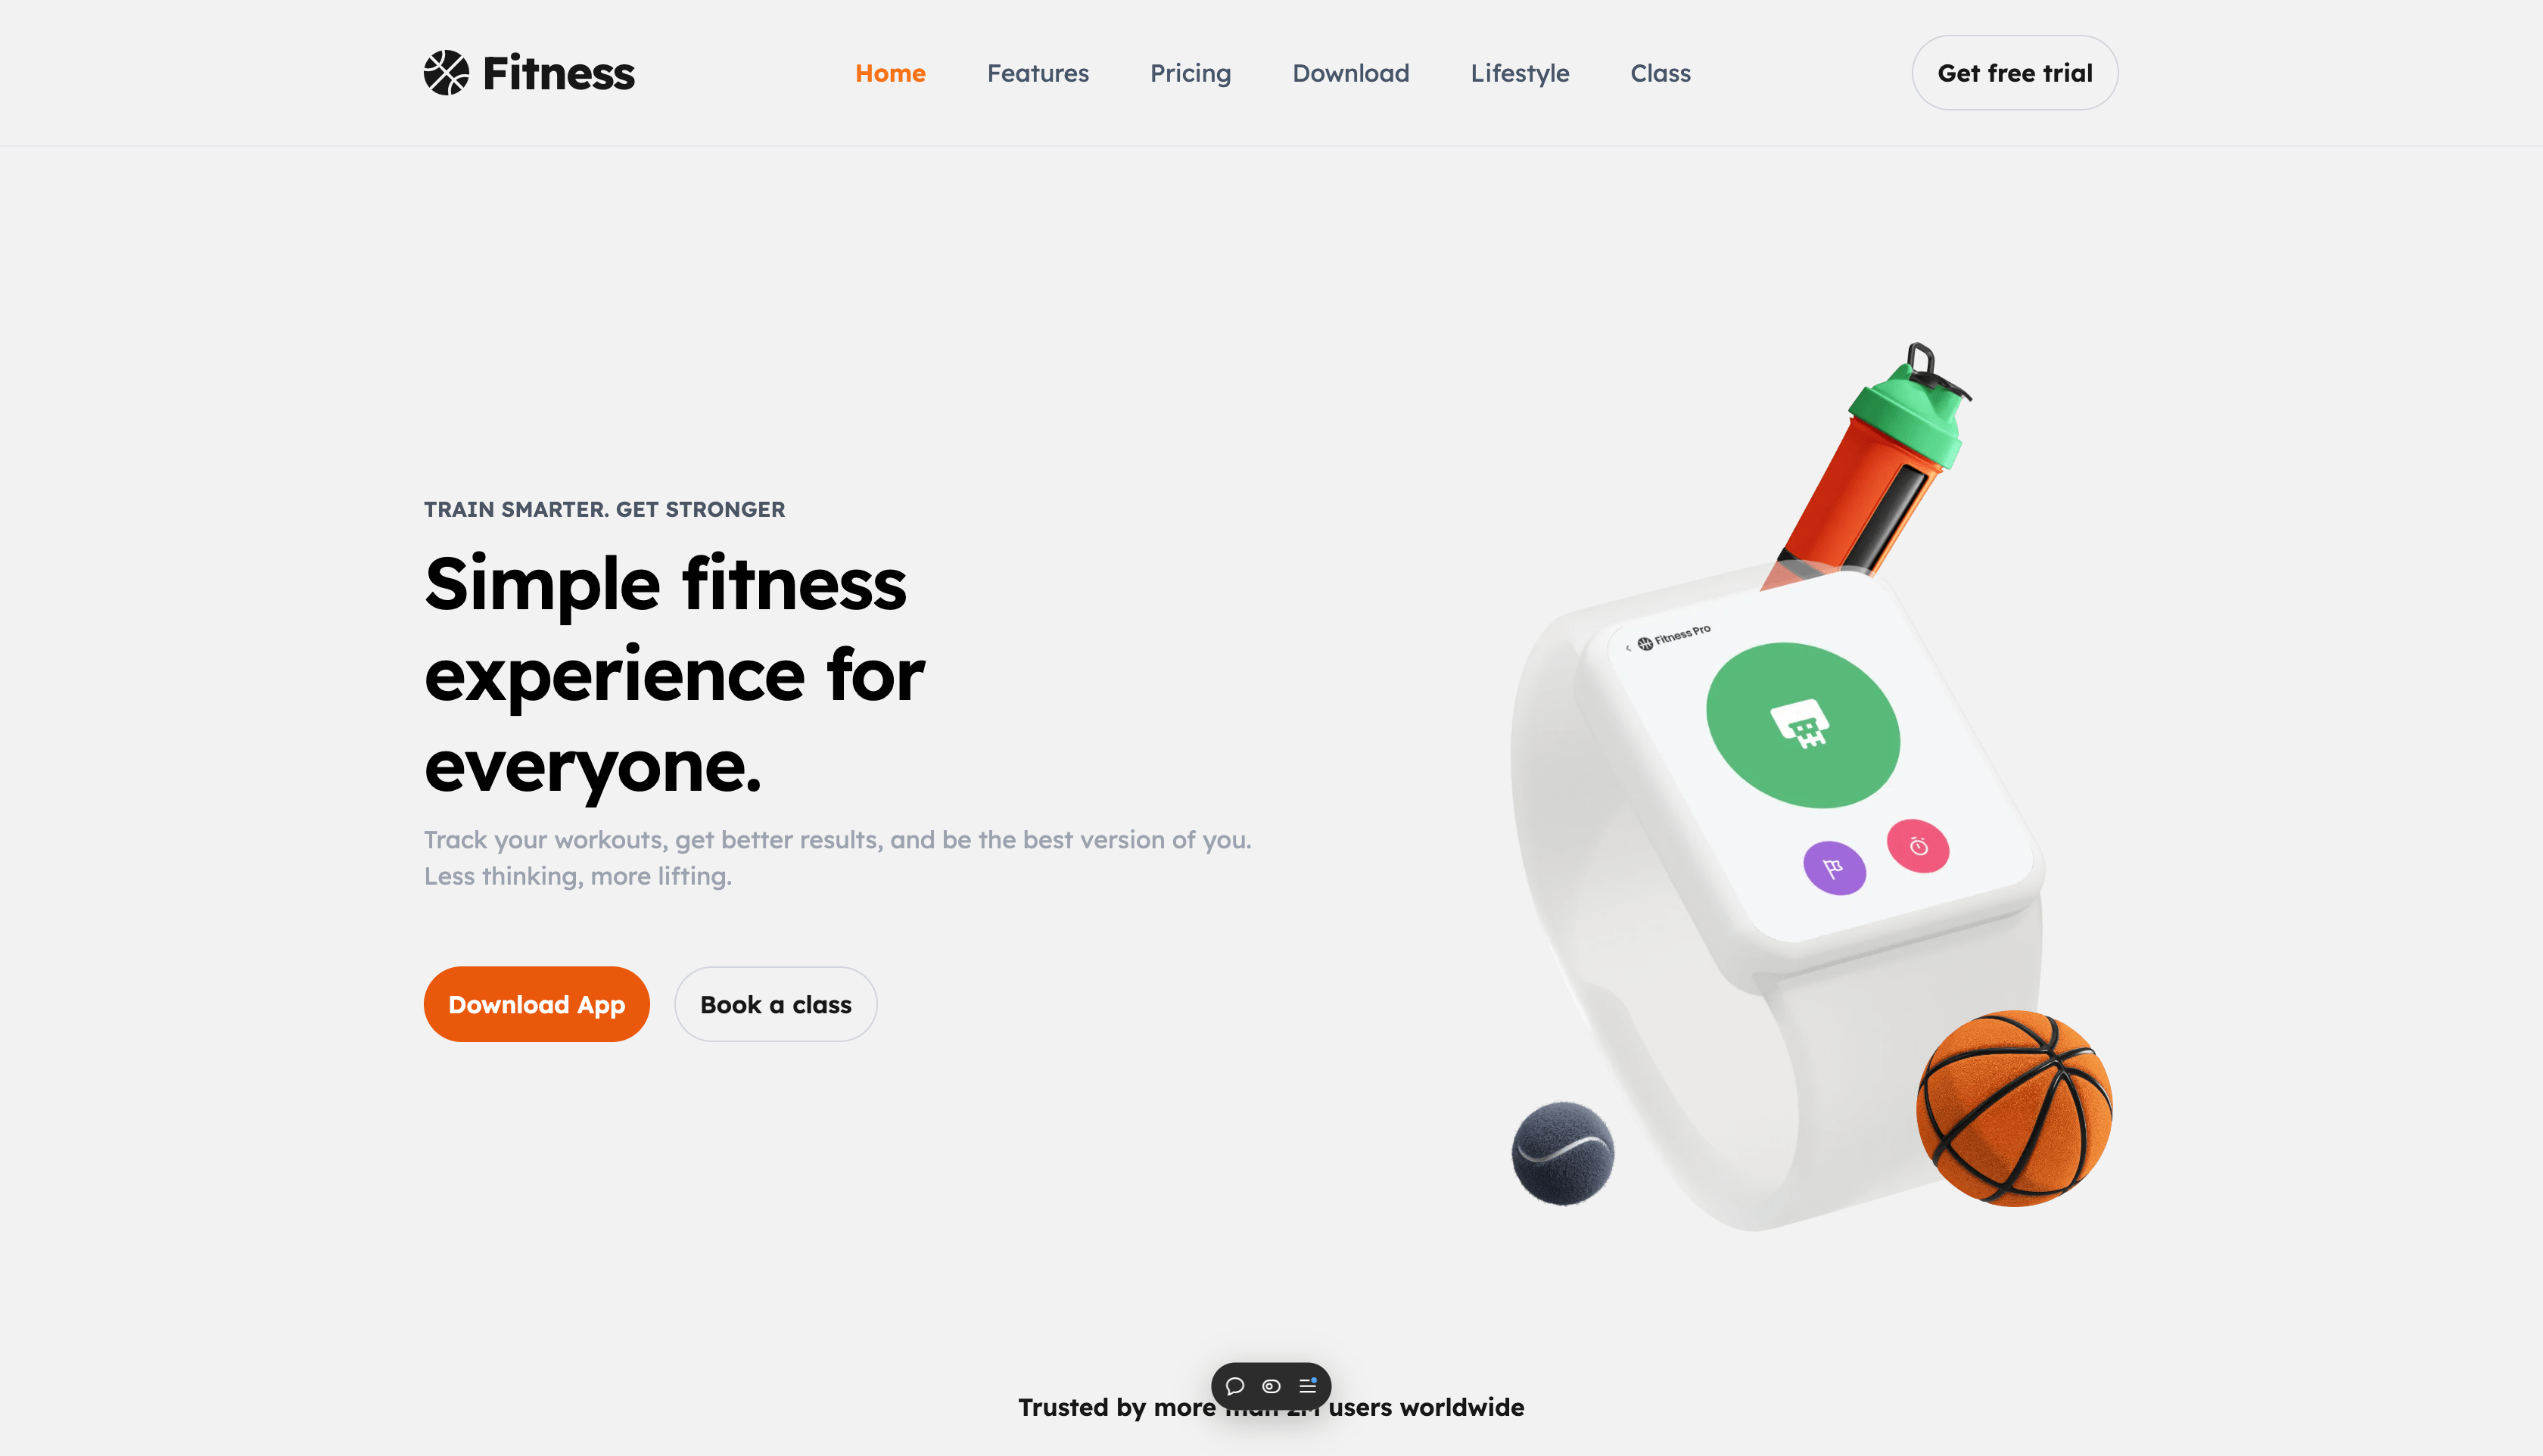 Fitness
Home
Features
Pricing
Download
Lifestyle
Class
Get free trial
TRAIN SMARTER. GET STRONGER
Simple fitness
experience for
everyone.
Track your workouts, get better results, and be the best version of you.
Less thinking, more lifting.
Download App
Book a class
Fitness Pro
Trusted by more than 2M users worldwide